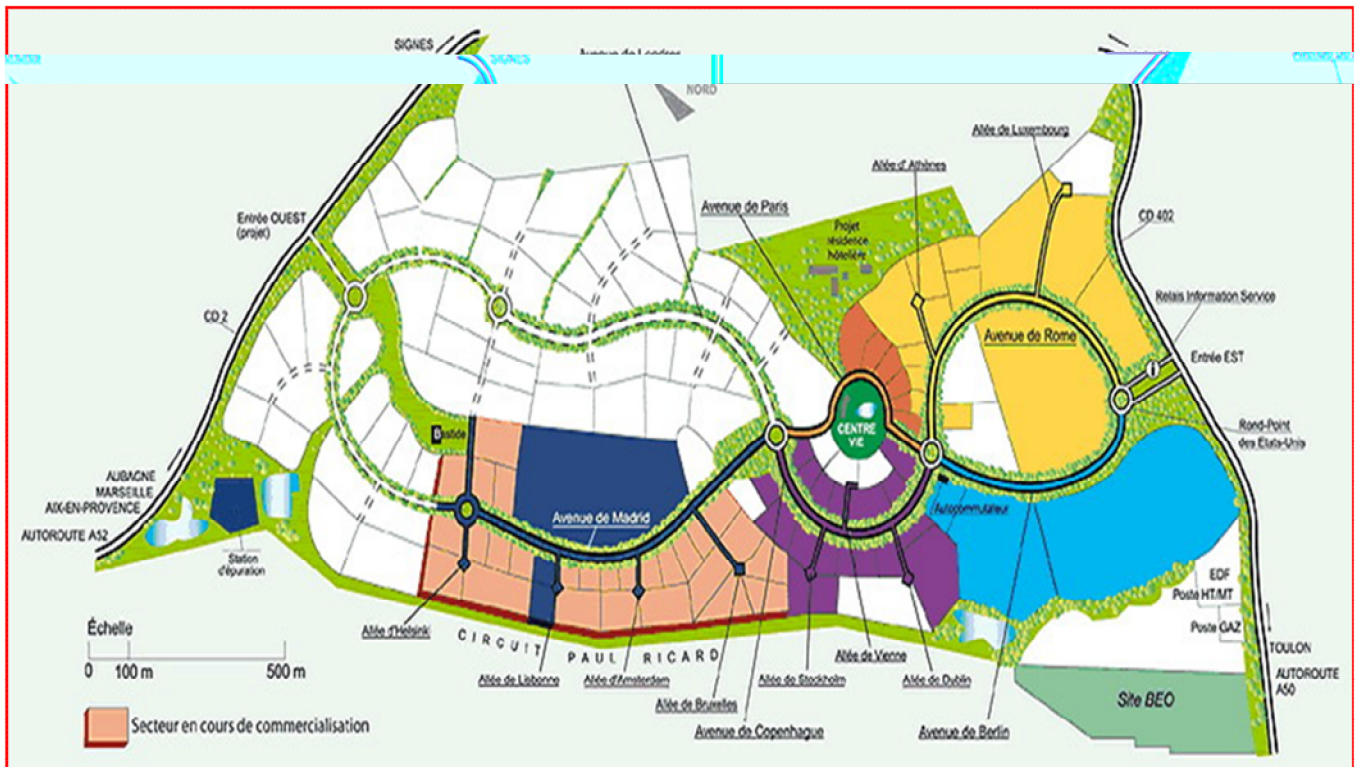 SIGNES
Avenue de Londres
SIGNES
NORD
Allée de Luxembourg
Allée d'Athènes
Avenue de Paris
Entrée OUEST
(projet)
Projet
résidence
hôtelière
CD 402
Relais Information Service
CD 2
Avenue de Rome
Entrée EST
i
CENTRE
VIE
Bastide
Rond-Point
des Etats-Unis
AUBAGNE
MARSEILLE
AIX-EN-PROVENCE
AUTOROUTE A52
Avenue de Madrid
Autocommutateur
Station
d'épuration
EDF
Poste HT/MT
Poste GAZ
Échelle
0 100 m 500 m
Allée d'Helsinki
CIRCUIT PAUL RICARD
Allée de Lisbonne
Allée d'Amsterdam
Allée de Bruxelles
Avenue de Copenhague
Allée de Stockholm
Allée de Vienne
Allée de Dublin
Avenue de Berlin
TOULON
AUTOROUTE
A50
Site BEO
Secteur en cours de commercialisation